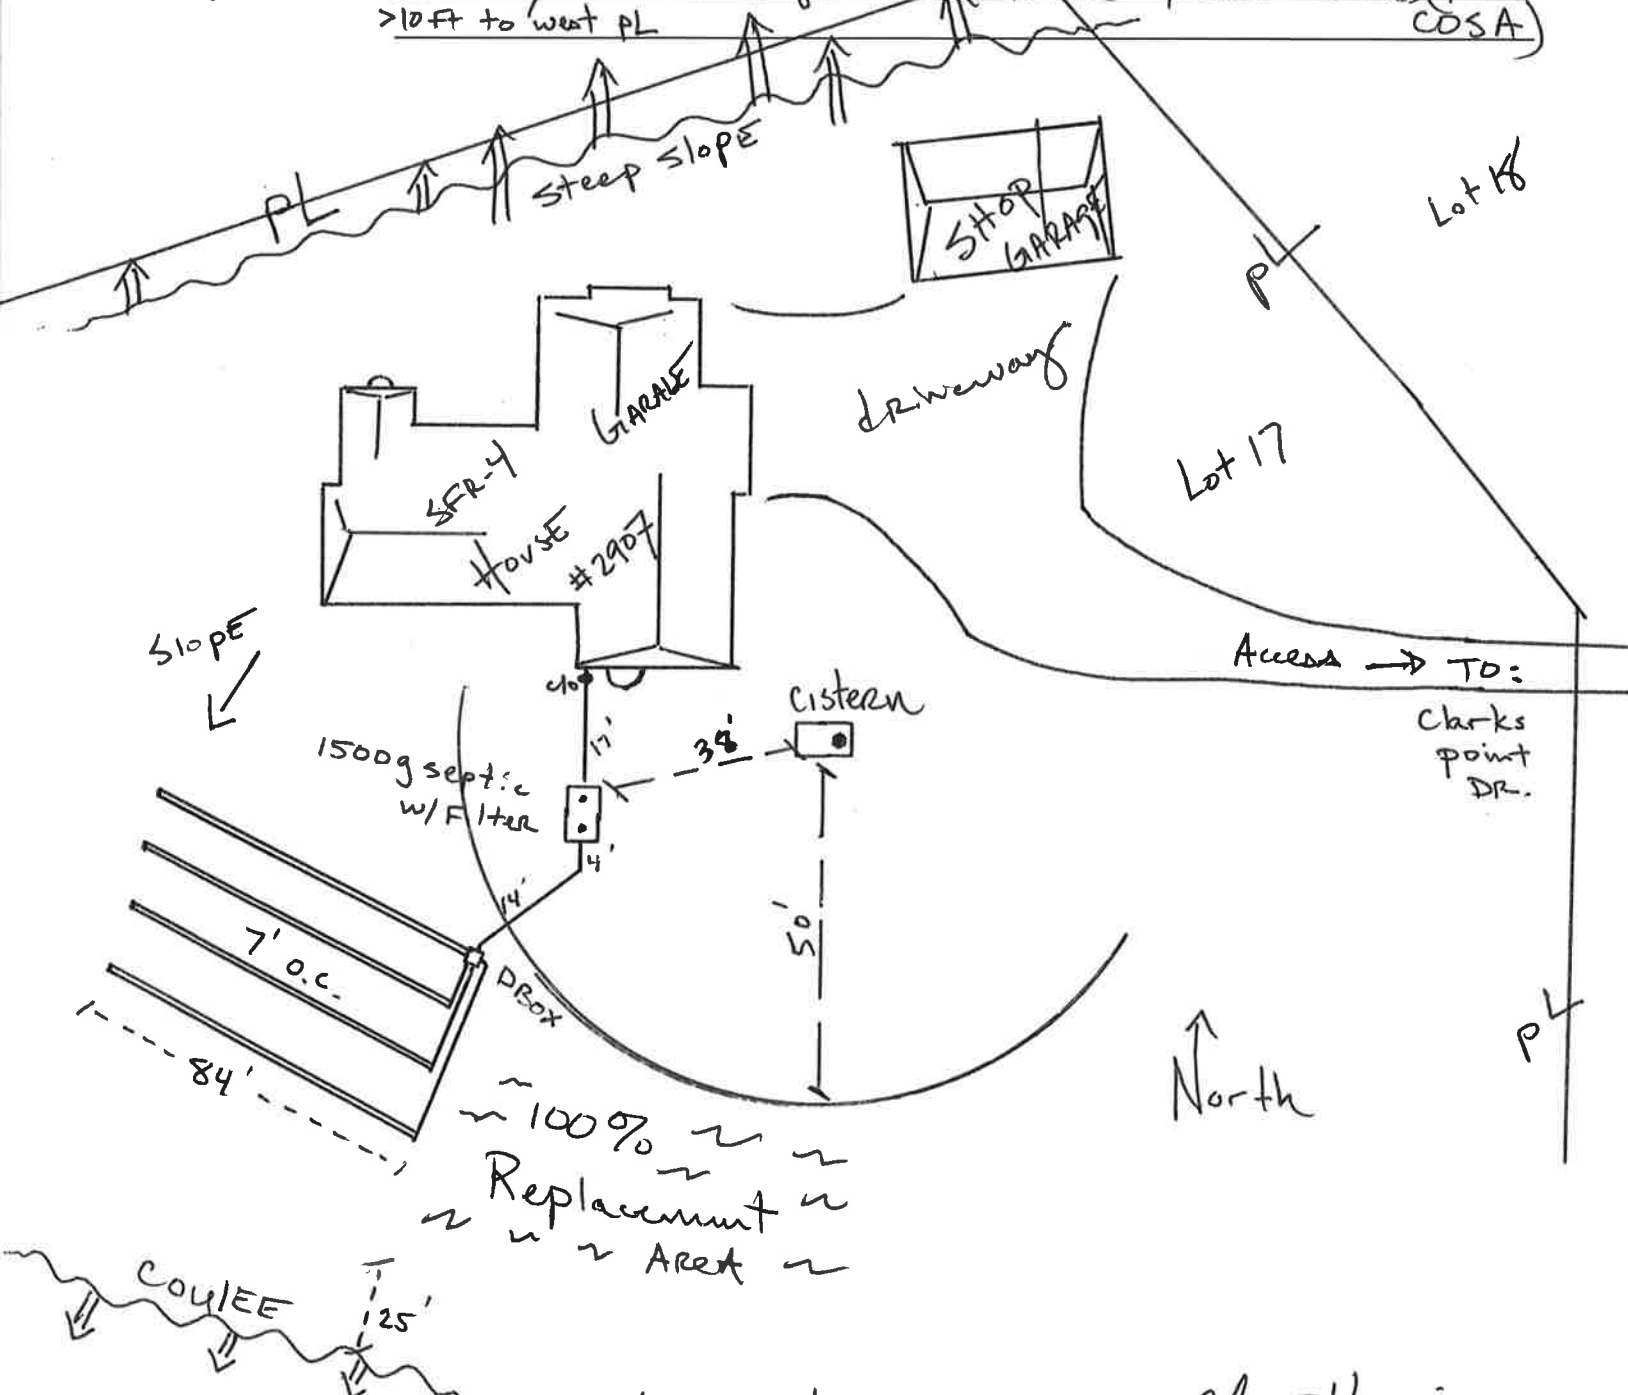 >10ft to west PL
COSA)
PL
Steep Slope
SHOP
GARAGE
Lot 18
PL
GARAGE
driveway
SFR-4
HOUSE
#2907
Lot 17
Slope
Access → TO:
Clarks
point
DR.
c/o
Cistern
17'
38'
1500g septic
w/Filter
4'
14'
50'
7' O.C.
DBOX
84'
PL
North
100%
Replacement
Area
COULEE
25'